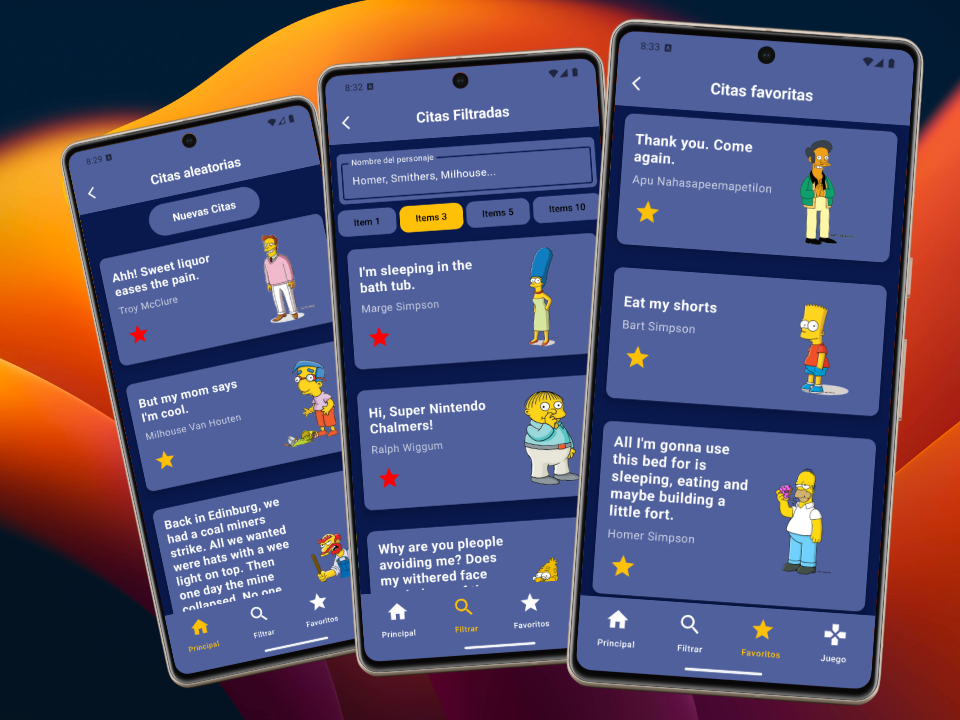 8:29
Citas aleatorias
Nuevas Citas
Ahh! Sweet liquor
eases the pain.
Troy McClure
But my mom says
I'm cool.
Milhouse Van Houten
Back in Edinburg, we
had a coal miners
strike. All we wanted
were hats with a wee
light on top. Then
one day the mine
collapsed. No one
Principal
Filtrar
Favoritos
8:32
Citas Filtradas
Nombre del personaje
Homer, Smithers, Milhouse...
Item 1
Items 3
Items 5
Items 10
I'm sleeping in the
bath tub.
Marge Simpson
Hi, Super Nintendo
Chalmers!
Ralph Wiggum
Why are you pleople
avoiding me? Does
my withered face
Principal
Filtrar
Favoritos
8:33
Citas favoritas
Thank you. Come
again.
Apu Nahasapeemapetilon
Eat my shorts
Bart Simpson
All I'm gonna use
this bed for is
sleeping, eating and
maybe building a
little fort.
Homer Simpson
Principal
Filtrar
Favoritos
Juego